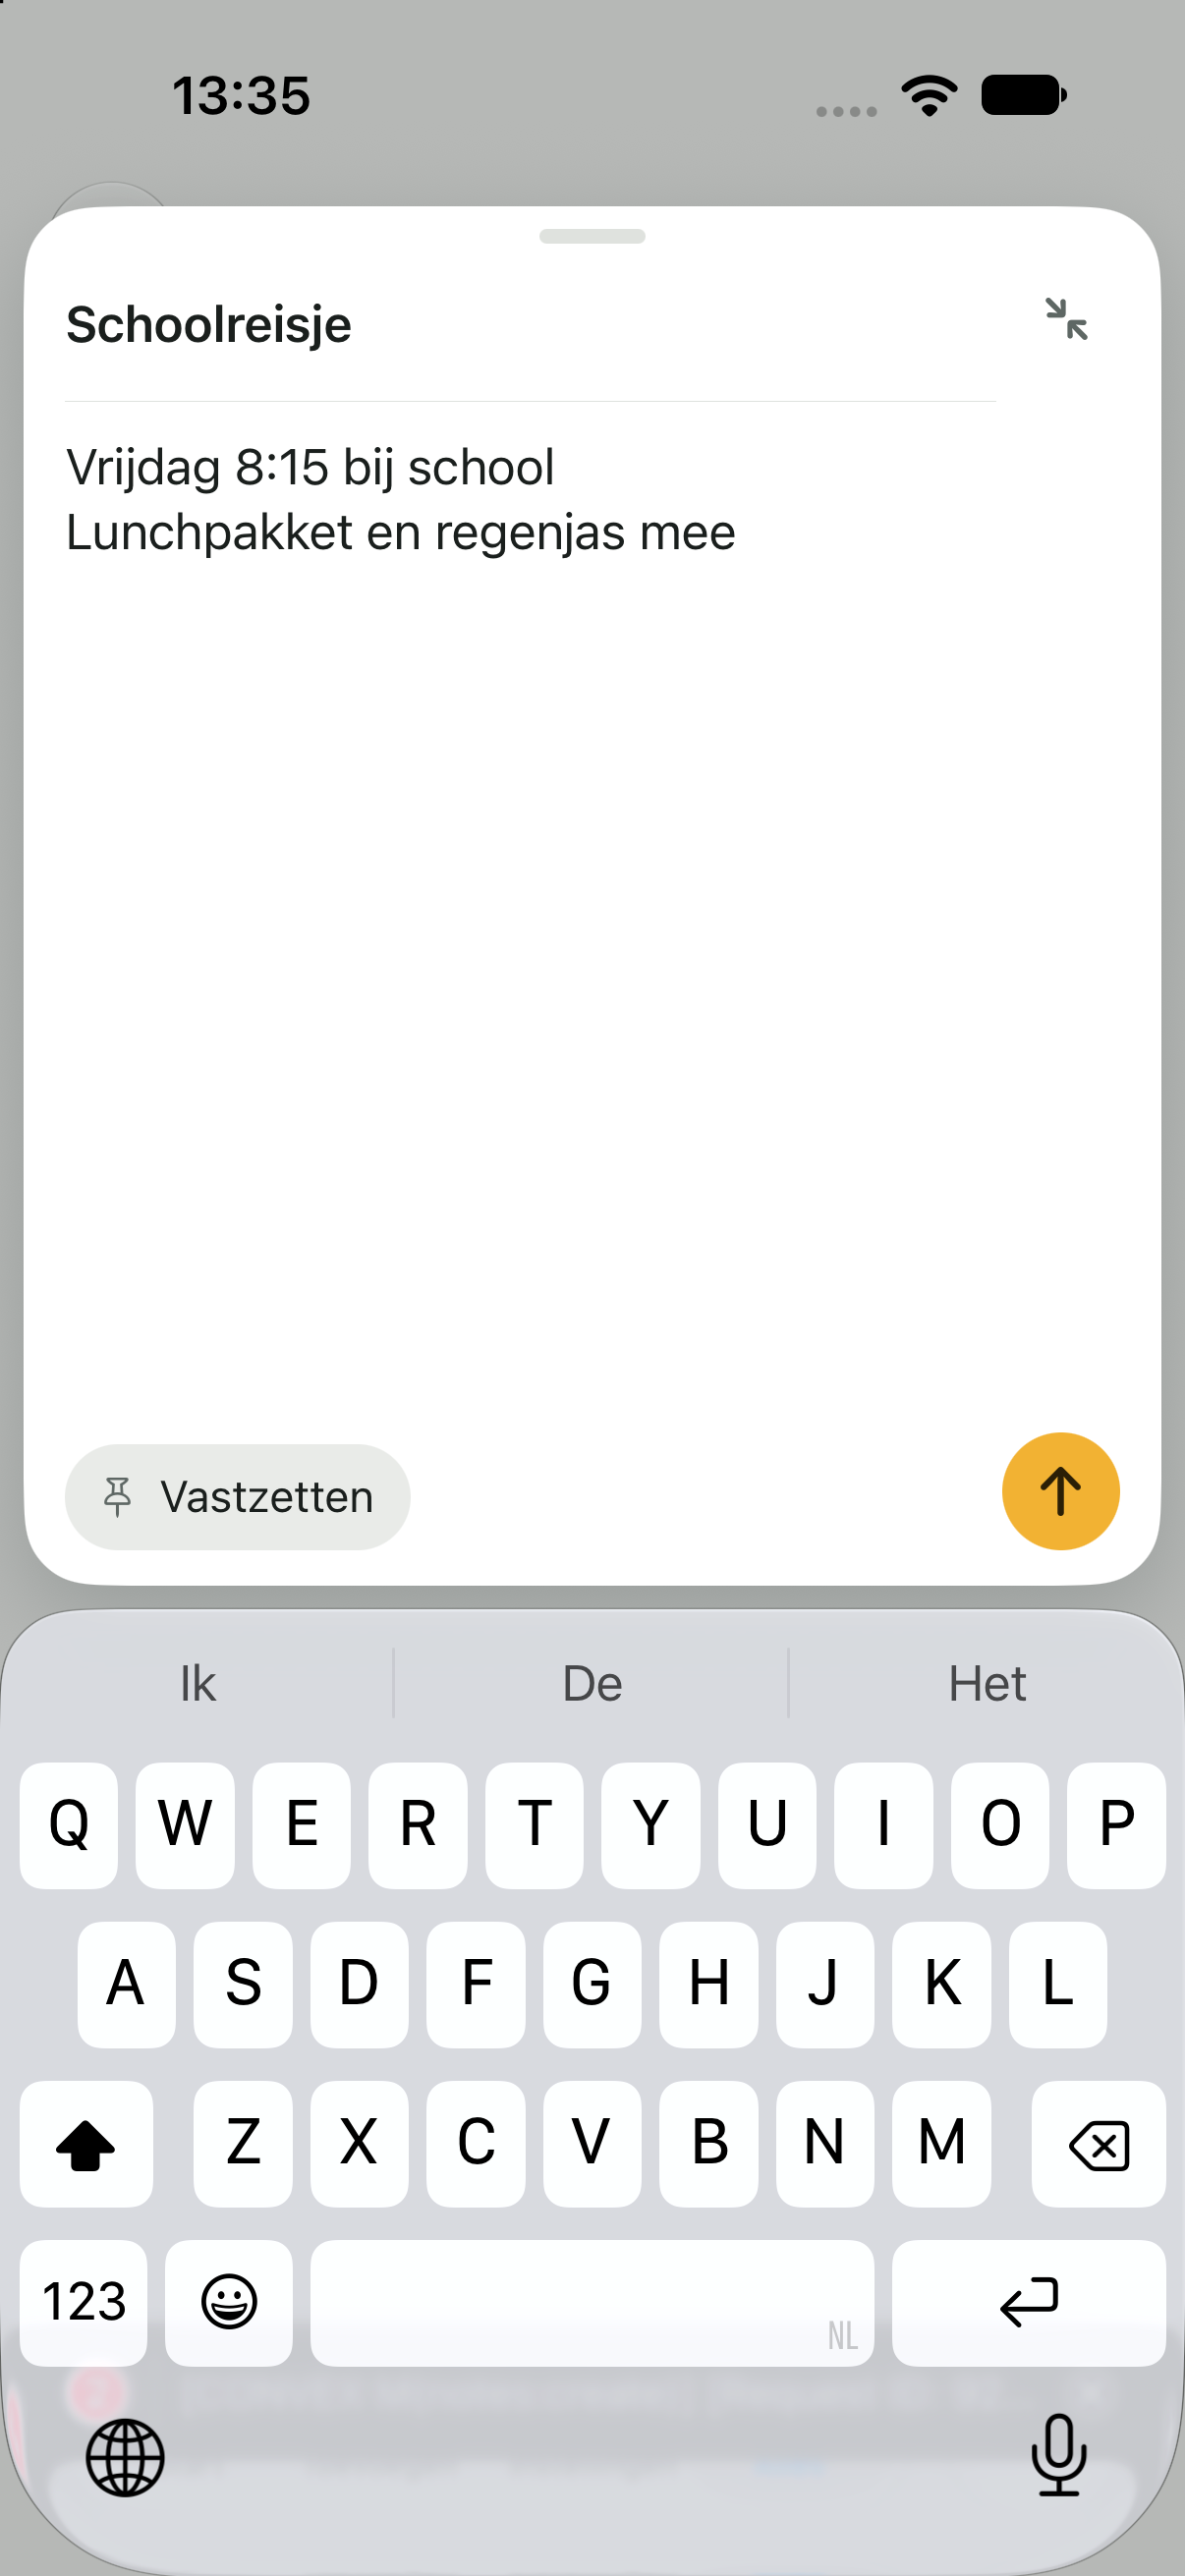 13:35
Schoolreisje
Vrijdag 8:15 bij school
Lunchpakket en regenjas mee
Vastzetten
Ik De Het
Q W E R T Y U I O P
A S D F G H J K L
Z X C V B N M
123
NL